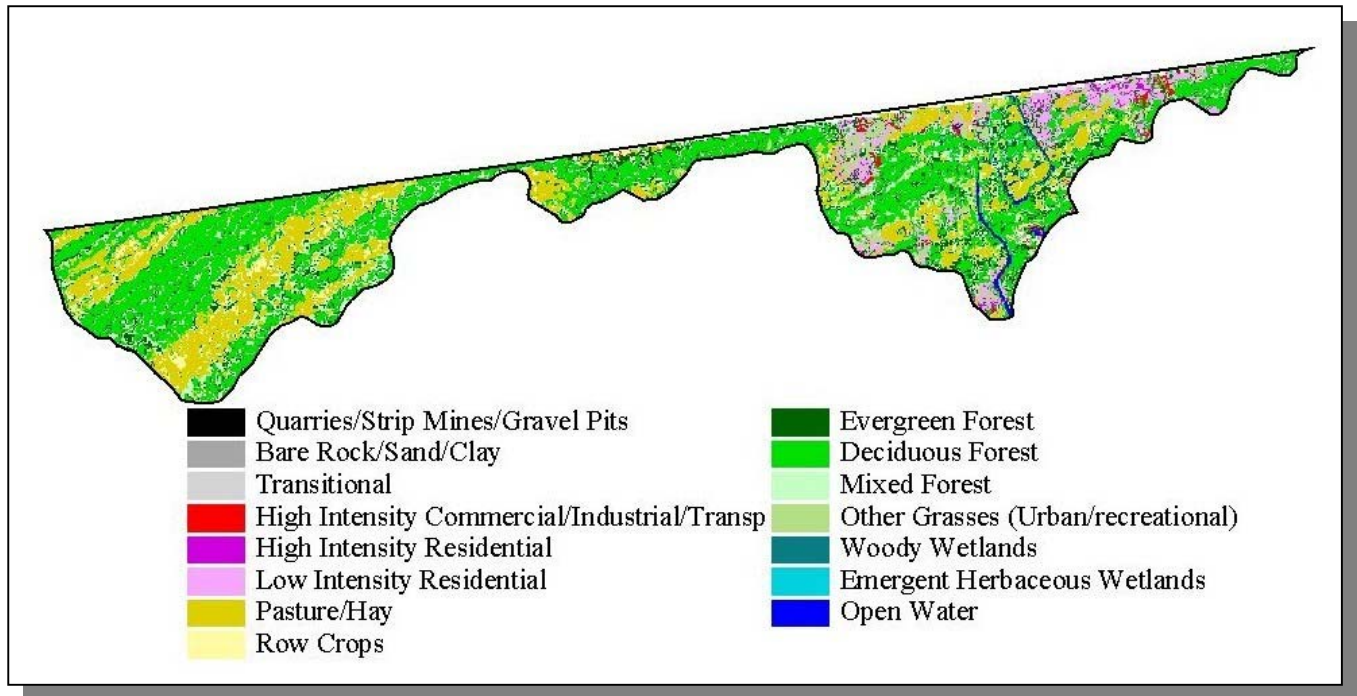 Quarries/Strip Mines/Gravel Pits
Bare Rock/Sand/Clay
Transitional
High Intensity Commercial/Industrial/Transp
High Intensity Residential
Low Intensity Residential
Pasture/Hay
Row Crops
Evergreen Forest
Deciduous Forest
Mixed Forest
Other Grasses (Urban/recreational)
Woody Wetlands
Emergent Herbaceous Wetlands
Open Water